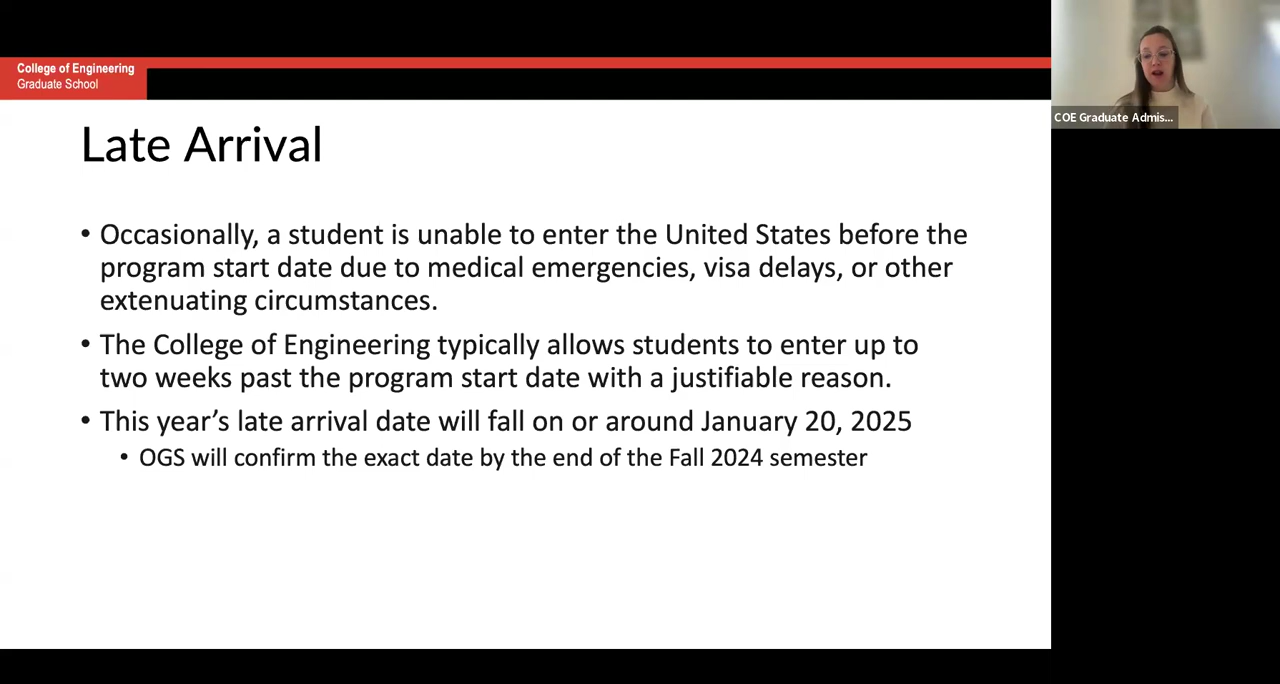 College of Engineering
Graduate School
Late Arrival
• Occasionally, a student is unable to enter the United States before the
program start date due to medical emergencies, visa delays, or other
extenuating circumstances.
• The College of Engineering typically allows students to enter up to
two weeks past the program start date with a justifiable reason.
• This year’s late arrival date will fall on or around January 20, 2025
• OGS will confirm the exact date by the end of the Fall 2024 semester
COE Graduate Admis...